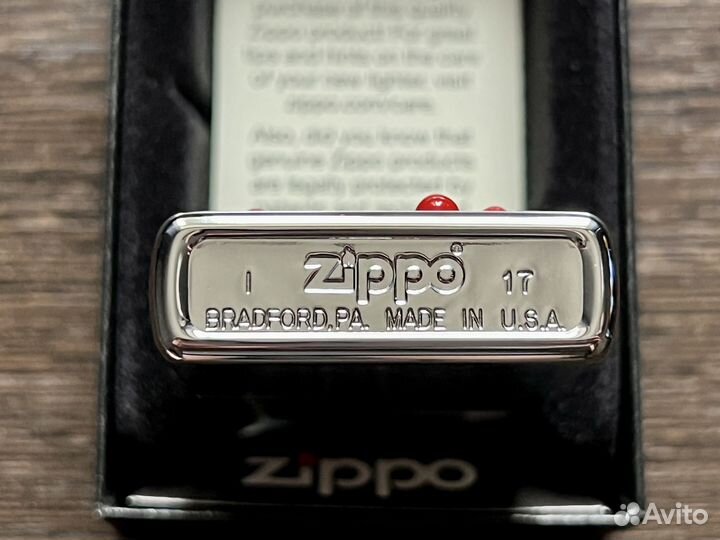 purchase of this quality
Zippo product! For great
tips and hints on the care
of your new lighter, visit
zippo.com/care.
Also, did you know that
genuine Zippo products
are legally protected by
I zippo® 17
BRADFORD, PA. MADE IN U.S.A.
zippo
Avito